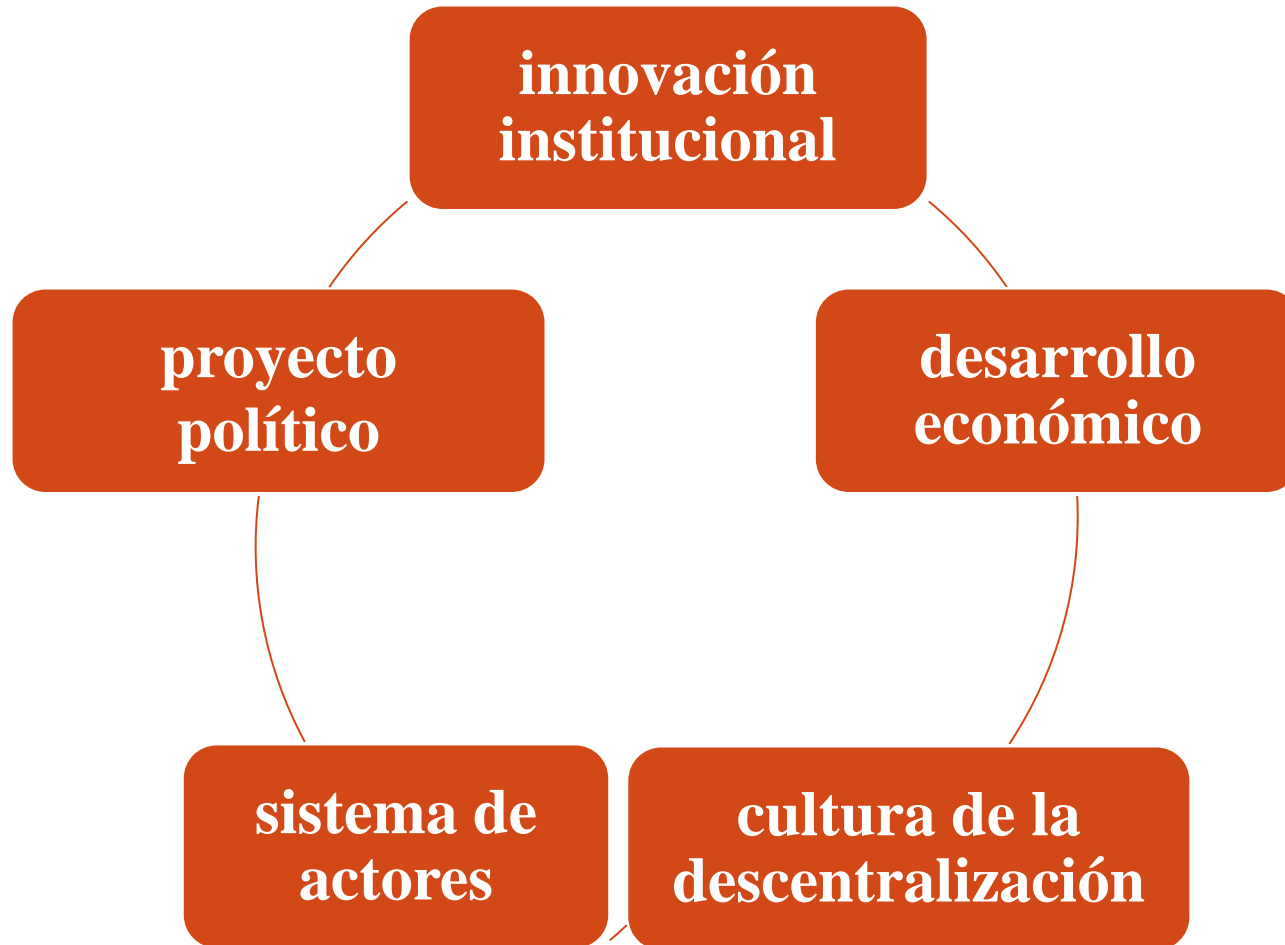 innovación
institucional
proyecto
político
desarrollo
económico
sistema de
actores
cultura de la
descentralización